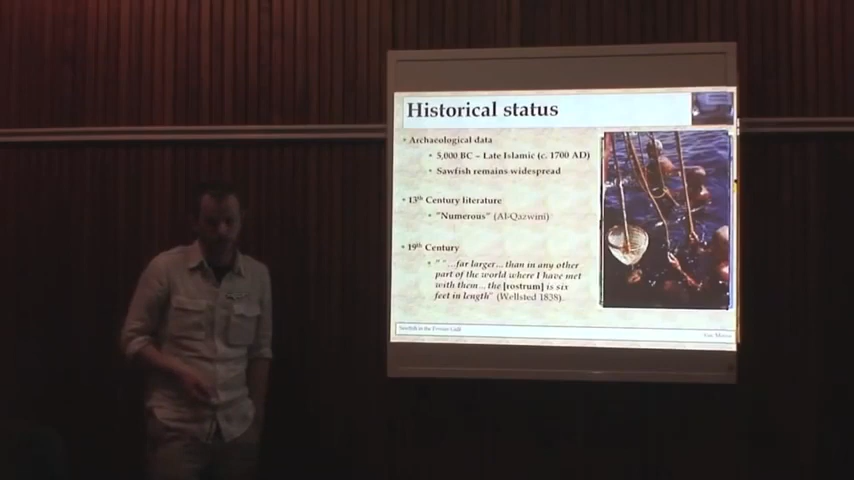 Historical status
Archaeological data
5,000 BC – Late Islamic (c. 1700 AD)
Sawfish remains widespread
13th Century literature
"Numerous" (Al-Qazwini)
19th Century
"…far larger… than in any other
part of the world where I have met
with them… the [rostrum] is six
feet in length" (Wellsted 1838).
Sawfish in the Persian Gulf
Moore